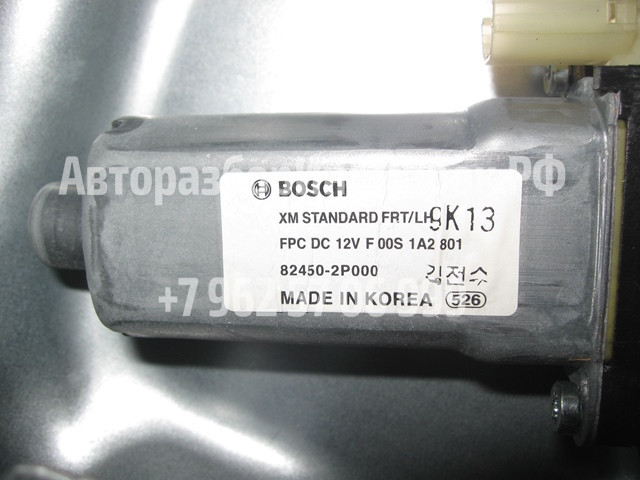 BOSCH
XM STANDARD FRT/LH 9K13
FPC DC 12V F 00S 1A2 801
82450-2P000 김전수
MADE IN KOREA 526